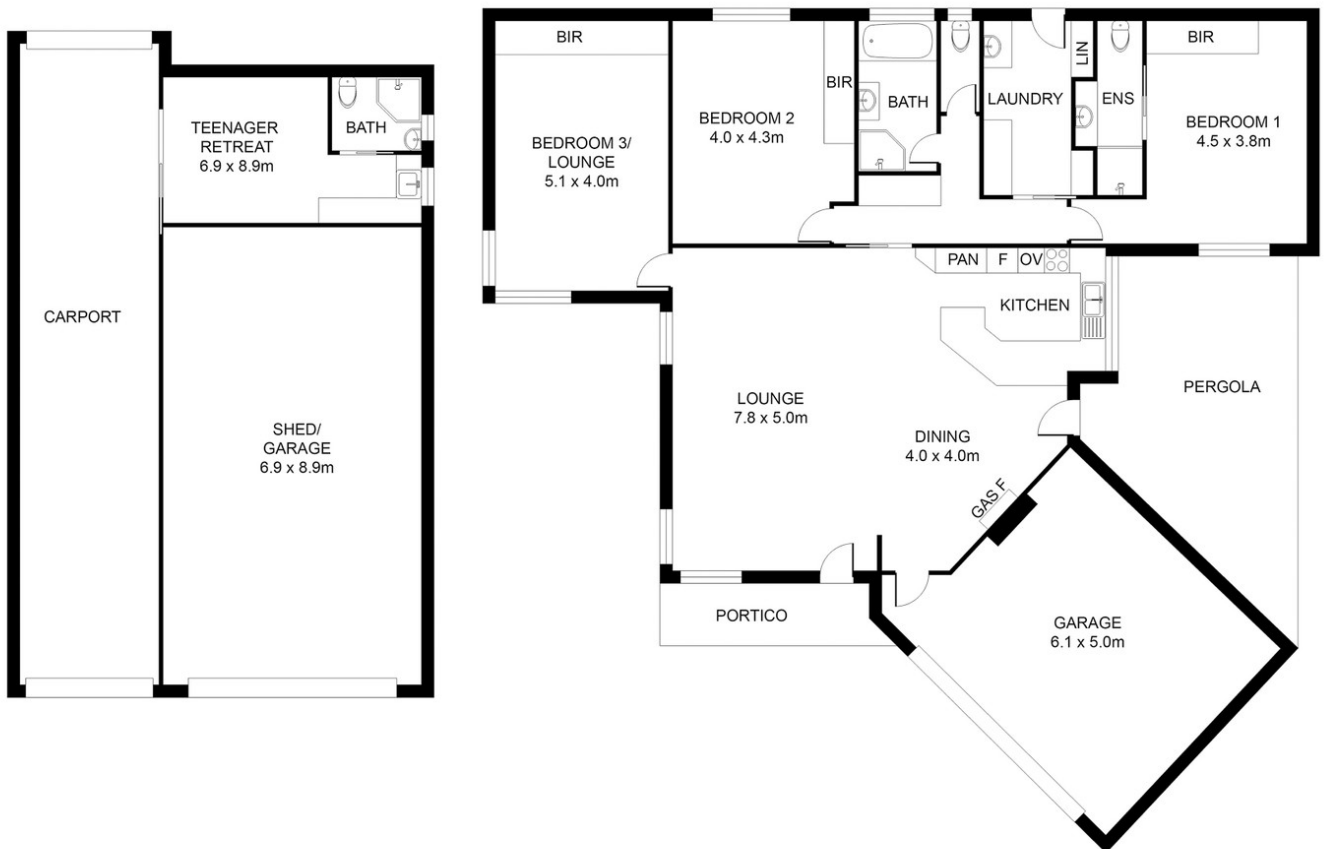 CARPORT
TEENAGER
RETREAT
6.9 x 8.9m
BATH
SHED/
GARAGE
6.9 x 8.9m
BIR
BEDROOM 3/
LOUNGE
5.1 x 4.0m
BEDROOM 2
4.0 x 4.3m
BIR
BATH
LAUNDRY
LIN
ENS
BIR
BEDROOM 1
4.5 x 3.8m
PAN
F
OV
KITCHEN
LOUNGE
7.8 x 5.0m
DINING
4.0 x 4.0m
GAS F
PERGOLA
PORTICO
GARAGE
6.1 x 5.0m